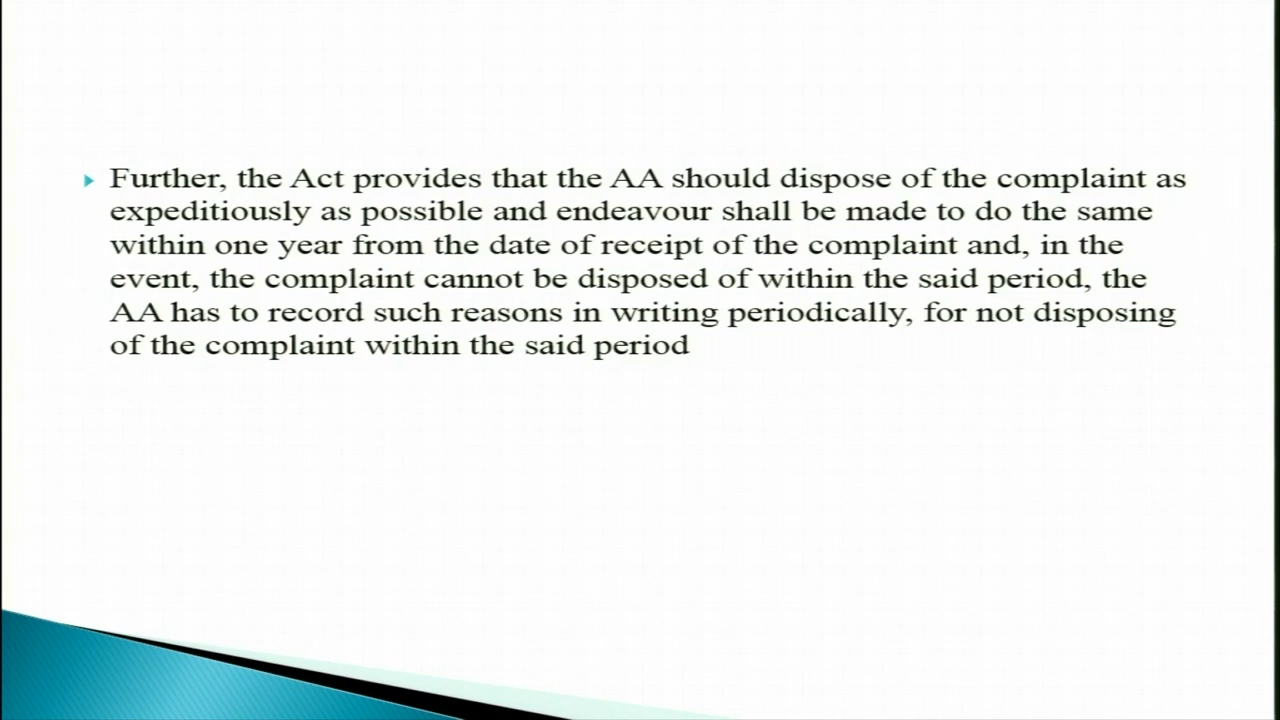 Further, the Act provides that the AA should dispose of the complaint as
expeditiously as possible and endeavour shall be made to do the same
within one year from the date of receipt of the complaint and, in the
event, the complaint cannot be disposed of within the said period, the
AA has to record such reasons in writing periodically, for not disposing
of the complaint within the said period